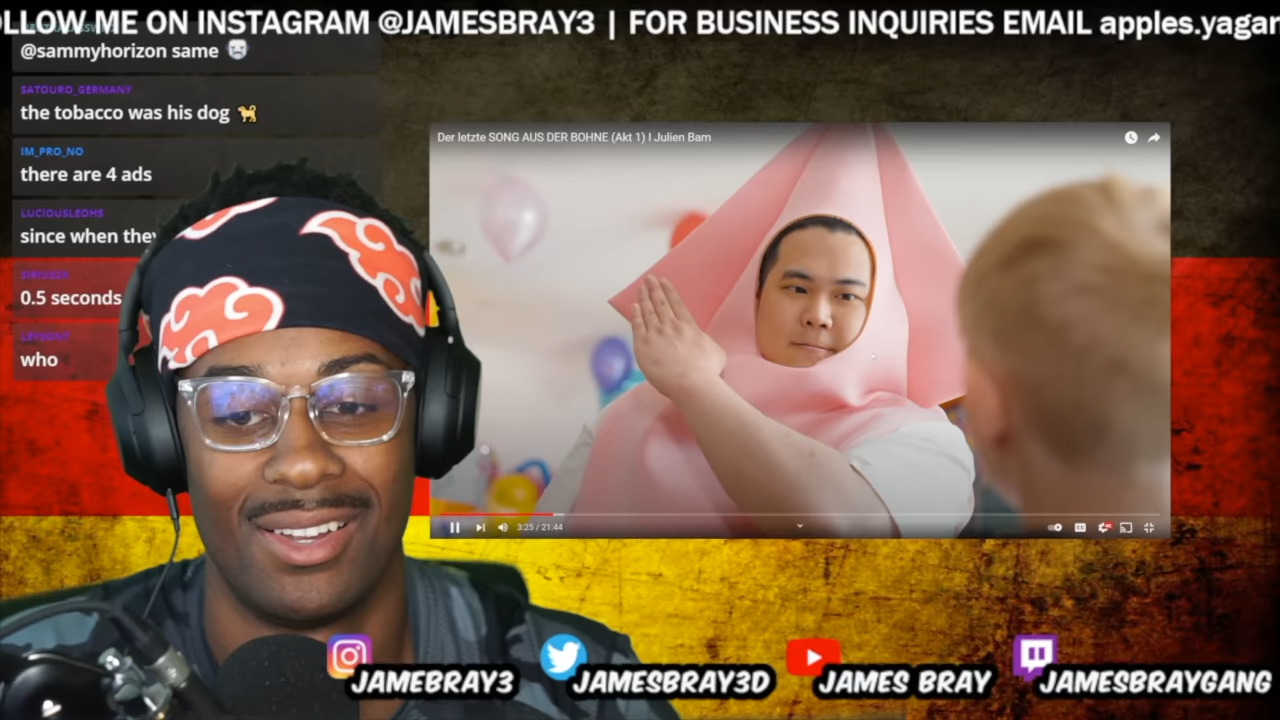 OLLOW ME ON INSTAGRAM @JAMESBRAY3 | FOR BUSINESS INQUIRIES EMAIL apples.yagan
@sammyhorizon same
SATOURO_GERMANY
the tobacco was his dog
IM_PRO_NO
there are 4 ads
LUCIOUSLEOHS
since when they
0.5 seconds
who
Der letzte SONG AUS DER BOHNE (Akt 1) I Julien Bam
3:25 / 21:44
JAMEBRAY3
JAMESBRAY3D
JAMES BRAY
JAMESBRAYGANG